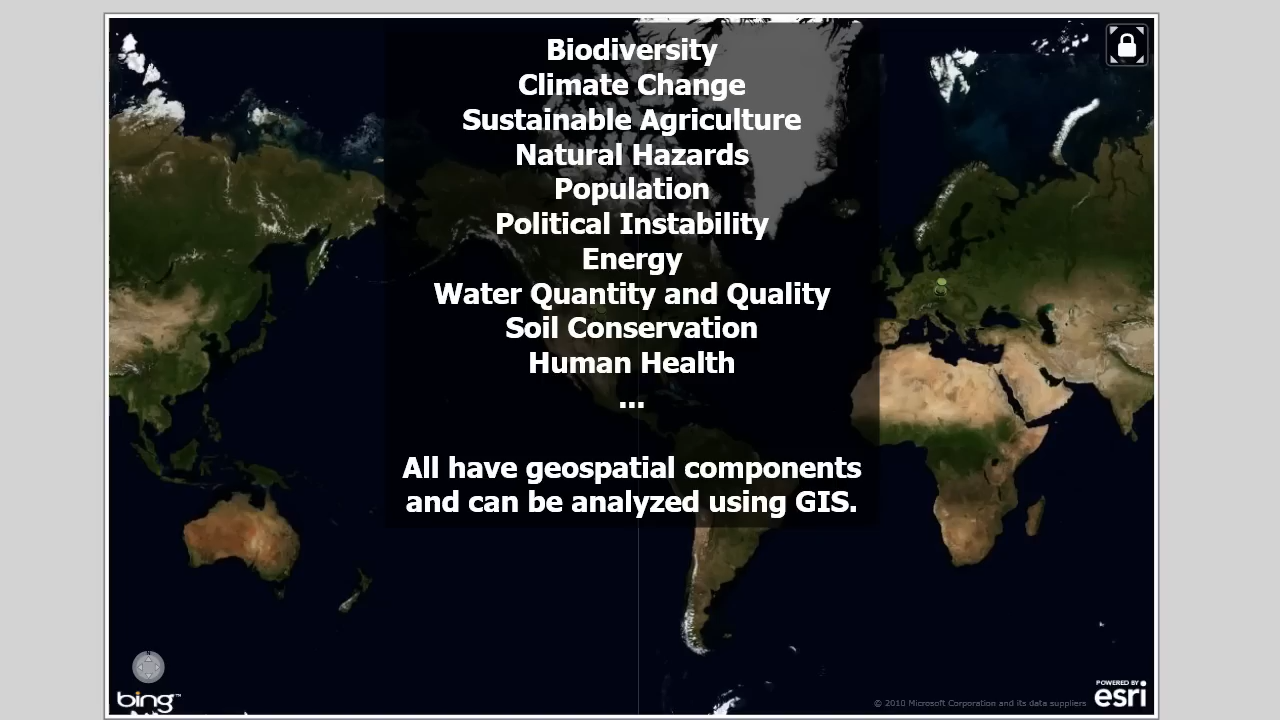 Biodiversity
Climate Change
Sustainable Agriculture
Natural Hazards
Population
Political Instability
Energy
Water Quantity and Quality
Soil Conservation
Human Health
...
All have geospatial components
and can be analyzed using GIS.
N
bing™
© 2010 Microsoft Corporation and its data suppliers
POWERED BY
esri